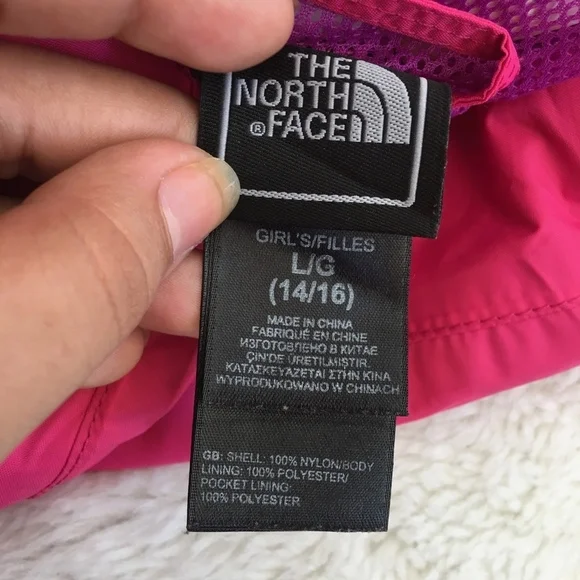 THE
NORTH
® FACE
GIRL'S/FILLES
L/G
(14/16)
MADE IN CHINA
FABRIQUÉ EN CHINE
ИЗГОТОВЛЕНО В КИТАЕ
ÇİN'DE ÜRETILMIŞTIR.
ΚΑΤΑΣΚΕΥΑΖΕΤΑΙ ΣΤΗΝ ΚΙΝΑ
WYPRODUKOWANO W CHINACH
GB: SHELL: 100% NYLON/BODY
LINING: 100% POLYESTER/
POCKET LINING:
100% POLYESTER